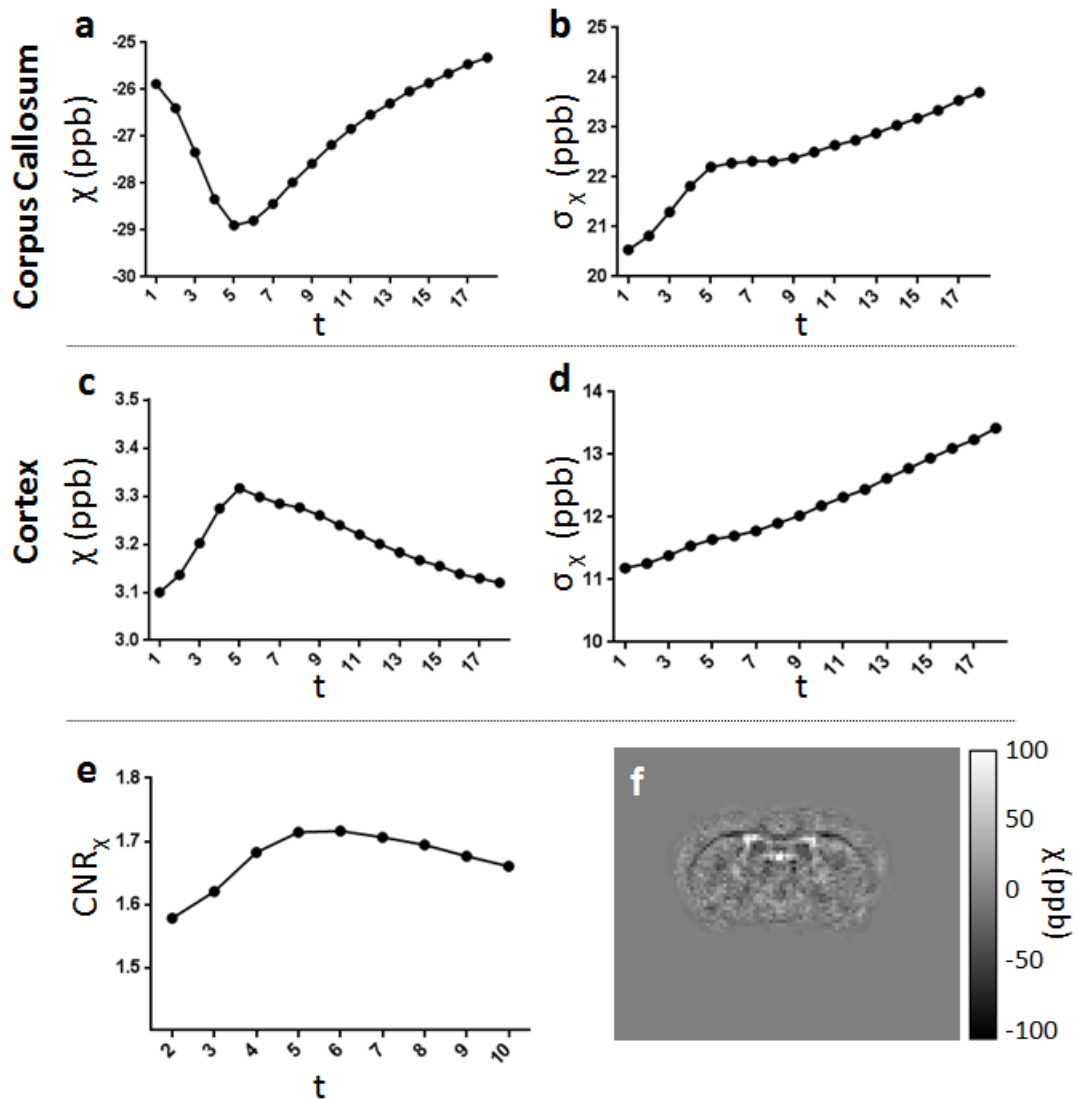 a
-25
-26
-27
-28
-29
-30
χ (ppb)
1 3 5 7 9 11 13 15 17
t
b
25
24
23
22
21
20
σχ (ppb)
1 3 5 7 9 11 13 15 17
t
Corpus Callosum
c
3.5
3.4
3.3
3.2
3.1
3.0
χ (ppb)
1 3 5 7 9 11 13 15 17
t
d
14
13
12
11
10
σχ (ppb)
1 3 5 7 9 11 13 15 17
t
Cortex
e
1.8
1.7
1.6
1.5
CNRχ
2 3 4 5 6 7 8 9 10
t
f
100
50
0
-50
-100
χ (ppb)